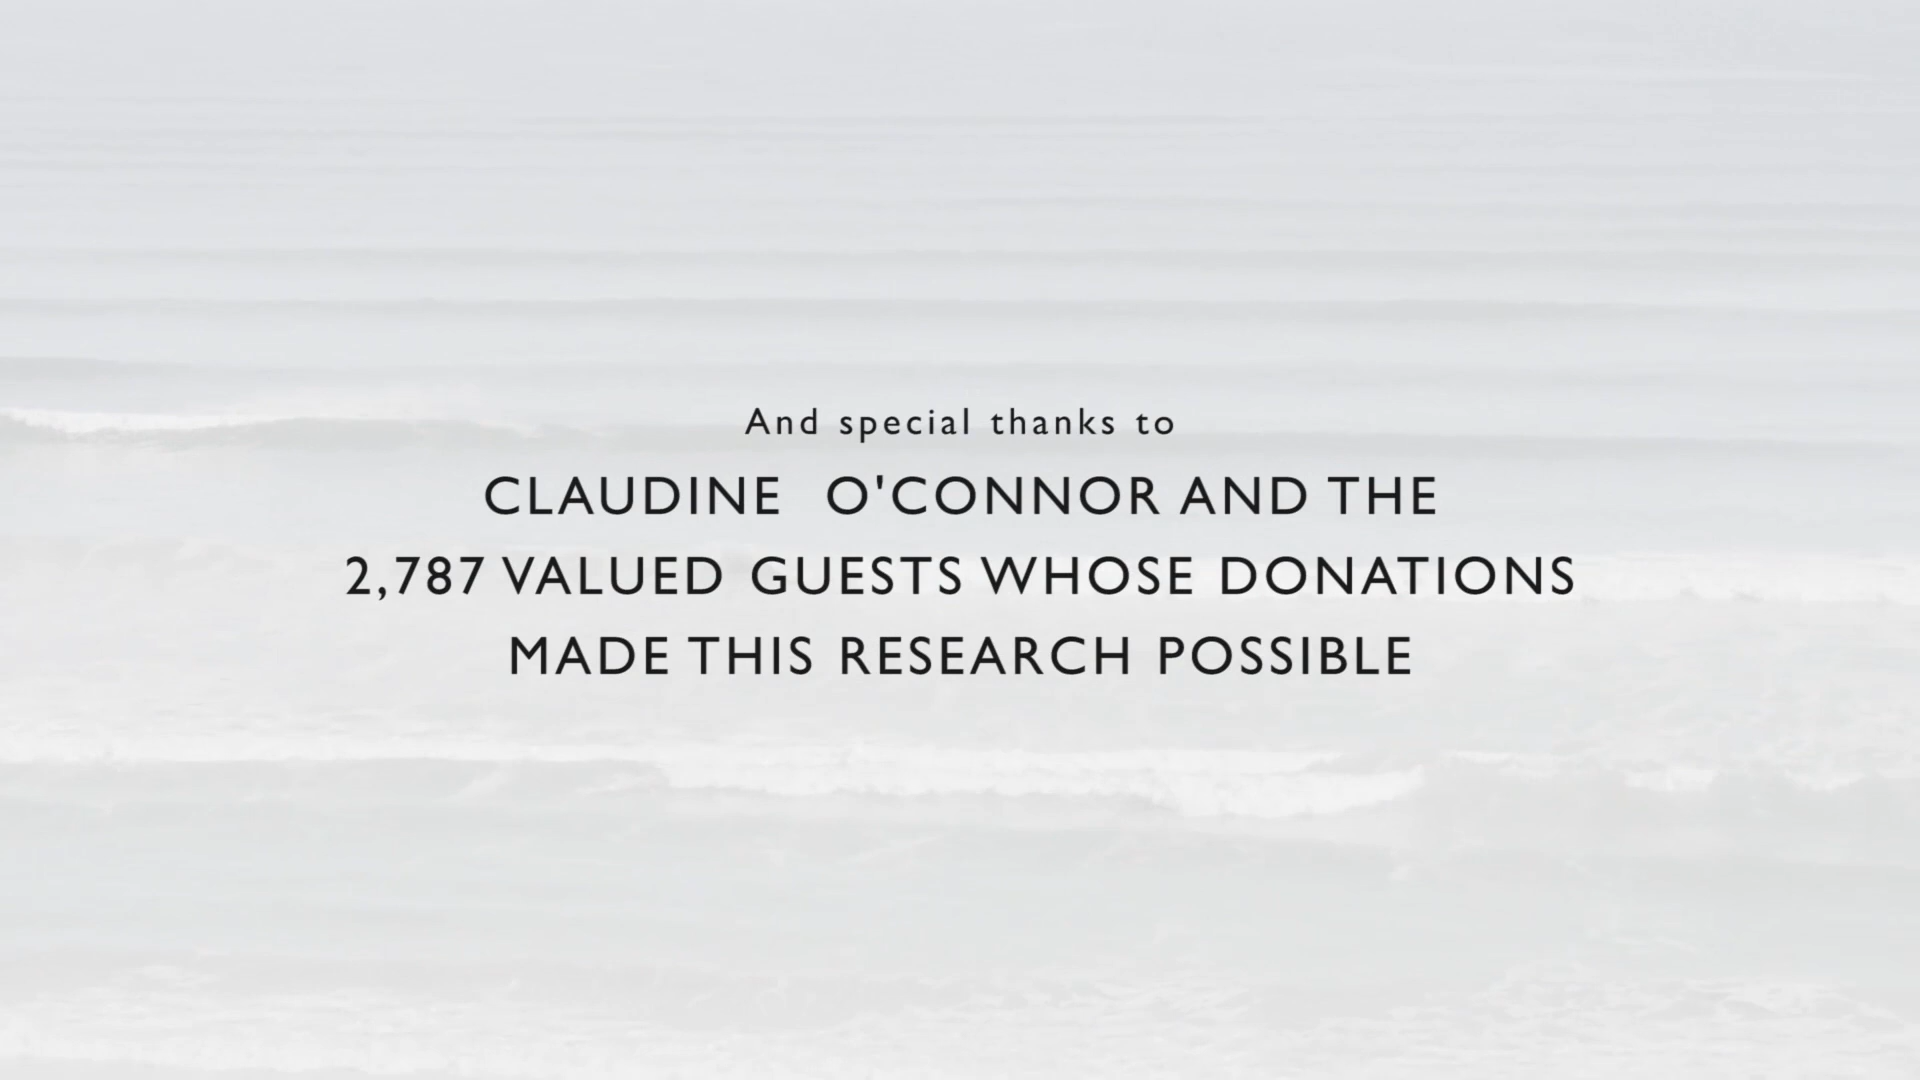 And special thanks to
CLAUDINE O'CONNOR AND THE
2,787 VALUED GUESTS WHOSE DONATIONS
MADE THIS RESEARCH POSSIBLE